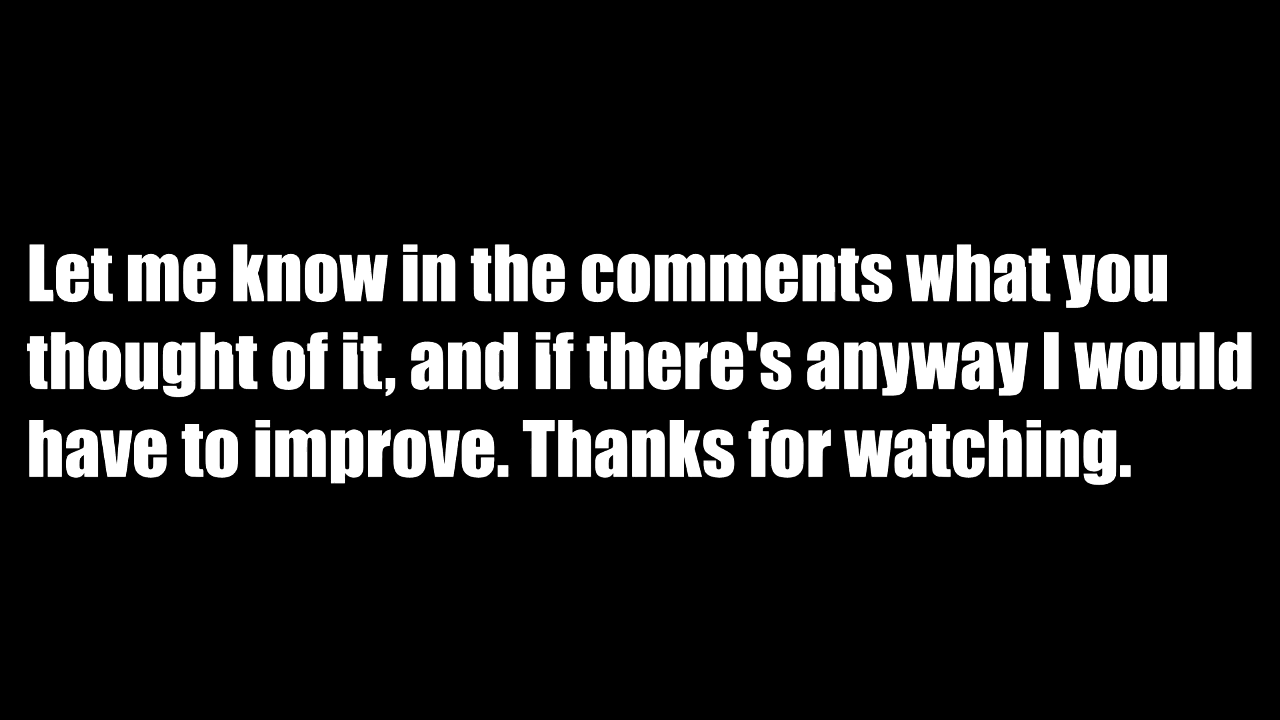 Let me know in the comments what you
thought of it, and if there's anyway I would
have to improve. Thanks for watching.